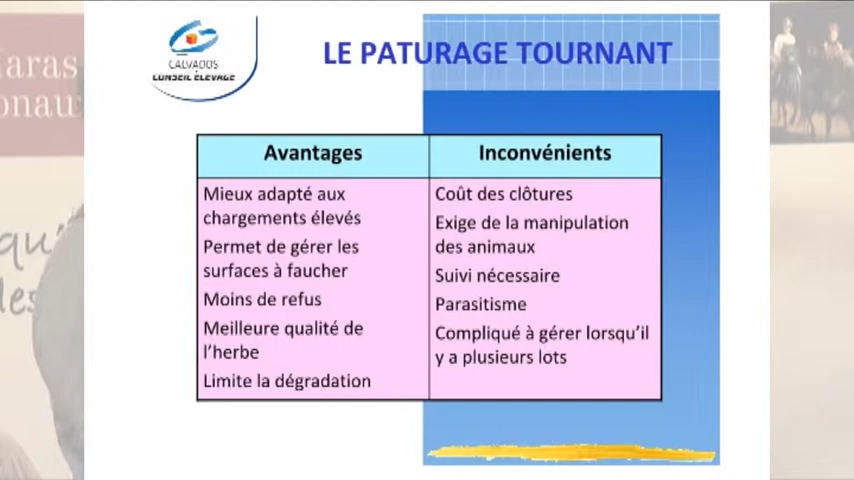 CALVADOS
CONSEIL ÉLEVAGE
LE PATURAGE TOURNANT
Avantages
Mieux adapté aux
chargements élevés
Permet de gérer les
surfaces à faucher
Moins de refus
Meilleure qualité de
l'herbe
Limite la dégradation
Inconvénients
Coût des clôtures
Exige de la manipulation
des animaux
Suivi nécessaire
Parasitisme
Compliqué à gérer lorsqu'il
y a plusieurs lots